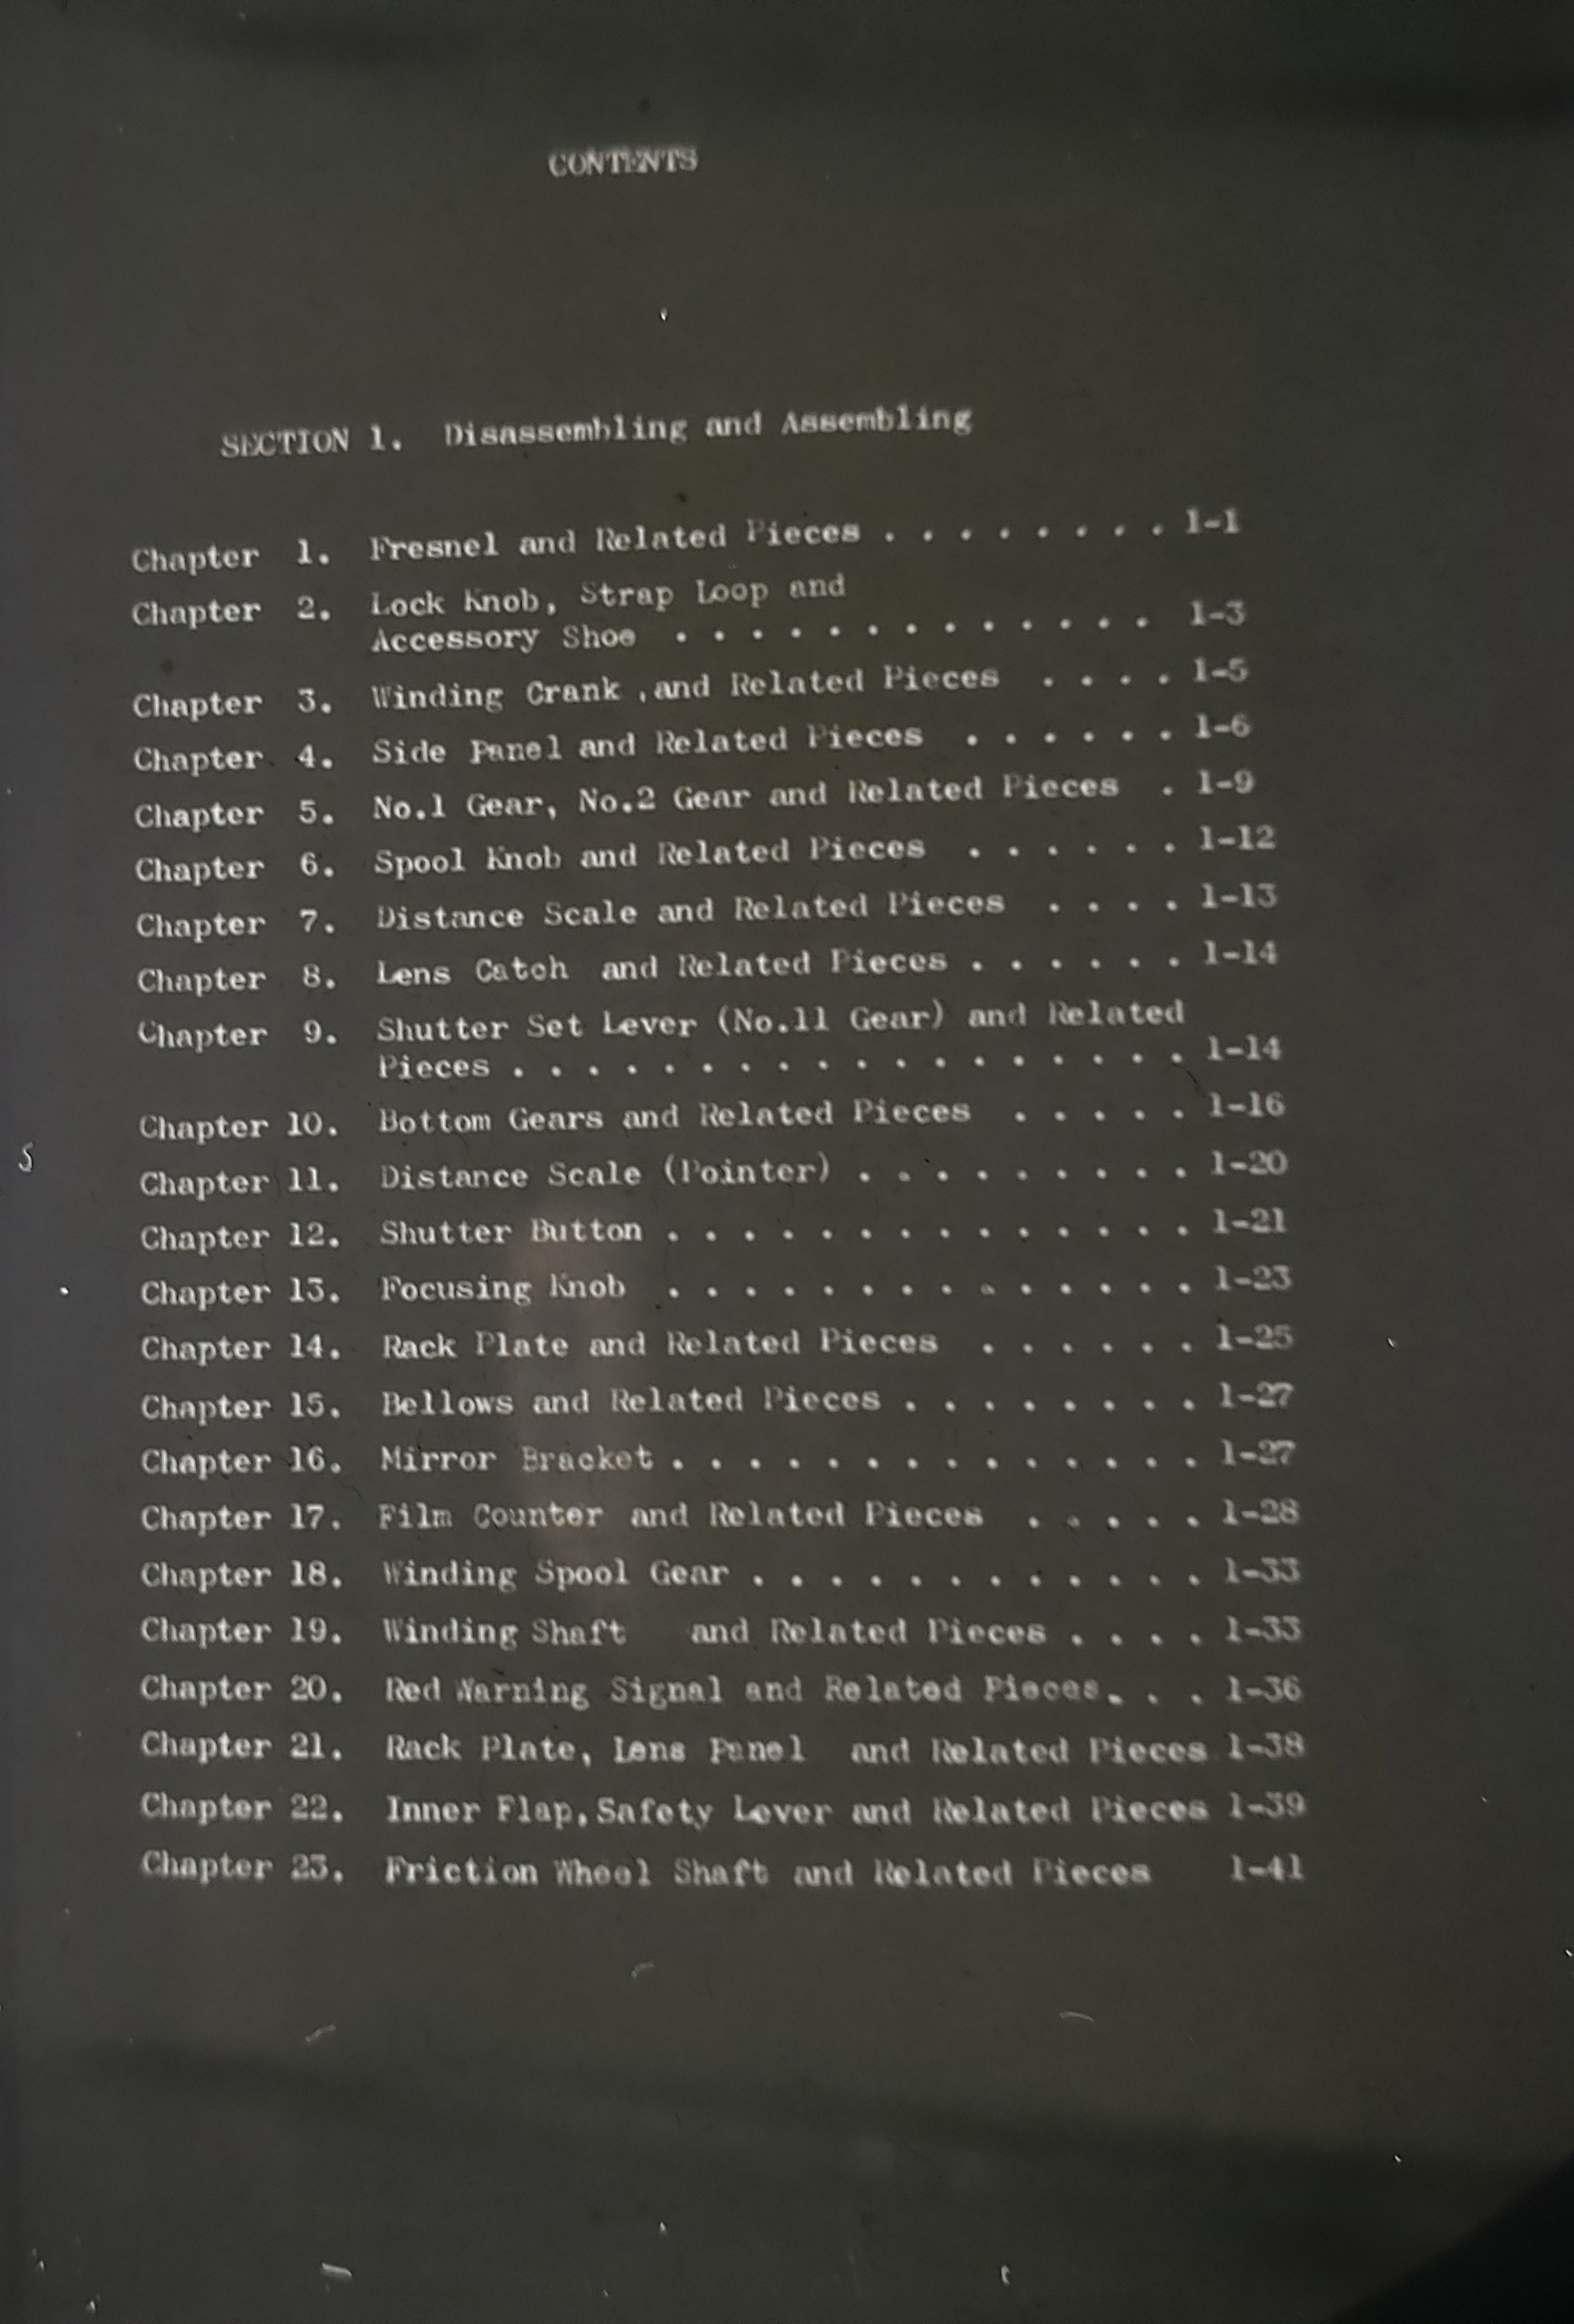 CONTENTS
SECTION 1. Disassembling and Assembling
Chapter 1. Fresnel and Related Pieces . . . . . . . . 1-1
Chapter 2. Lock Knob, Strap Loop and
Accessory Shoe . . . . . . . . . . . . . 1-3
Chapter 3. Winding Crank ,and Related Pieces . . . . 1-5
Chapter 4. Side Panel and Related Pieces . . . . . . 1-6
Chapter 5. No.1 Gear, No.2 Gear and Related Pieces . 1-9
Chapter 6. Spool Knob and Related Pieces . . . . . . 1-12
Chapter 7. Distance Scale and Related Pieces . . . . 1-13
Chapter 8. Lens Catch and Related Pieces . . . . . . 1-14
Chapter 9. Shutter Set Lever (No.11 Gear) and Related
Pieces . . . . . . . . . . . . . . . . . . 1-14
Chapter 10. Bottom Gears and Related Pieces . . . . . 1-16
Chapter 11. Distance Scale (Pointer) . . . . . . . . . 1-20
Chapter 12. Shutter Button . . . . . . . . . . . . . . 1-21
Chapter 13. Focusing Knob . . . . . . . . . . . . . . 1-23
Chapter 14. Rack Plate and Related Pieces . . . . . . 1-25
Chapter 15. Bellows and Related Pieces . . . . . . . . 1-27
Chapter 16. Mirror Bracket . . . . . . . . . . . . . . 1-27
Chapter 17. Film Counter and Related Pieces . . . . . 1-28
Chapter 18. Winding Spool Gear . . . . . . . . . . . . 1-33
Chapter 19. Winding Shaft and Related Pieces . . . . 1-33
Chapter 20. Red Warning Signal and Related Pieces. . . 1-36
Chapter 21. Rack Plate, Lens Panel and Related Pieces 1-38
Chapter 22. Inner Flap, Safety Lever and Related Pieces 1-39
Chapter 23. Friction Wheel Shaft and Related Pieces 1-41